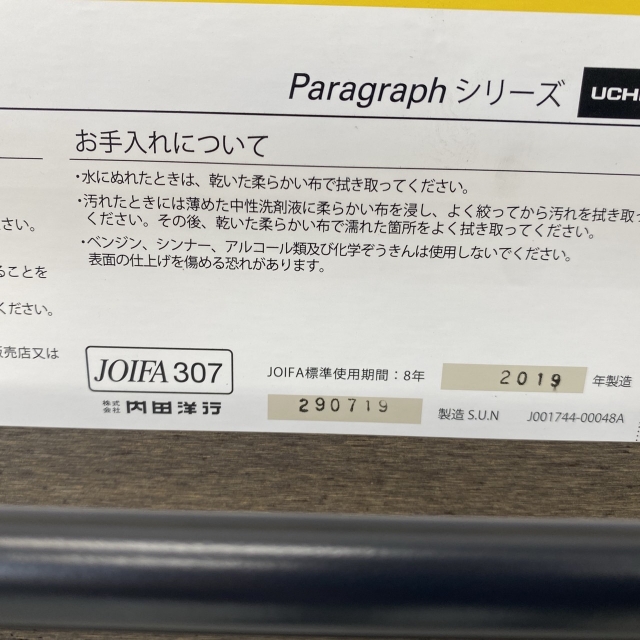 Paragraph シリーズ
UCHI
お手入れについて
・水にぬれたときは、乾いた柔らかい布で拭き取ってください。
・汚れたときには薄めた中性洗剤液に柔らかい布を浸し、よく絞ってから汚れを拭き取っ
ください。その後、乾いた柔らかい布で濡れた箇所をよく拭き取ってください。
・ベンジン、シンナー、アルコール類及び化学ぞうきんは使用しないでください。
表面の仕上げを傷める恐れがあります。
さい。
ることを
ください。
販売店又は
JOIFA 307
JOIFA標準使用期間：8年
2019 年製造
株式会社 内田洋行
290719
製造 S.U.N
J001744-00048A